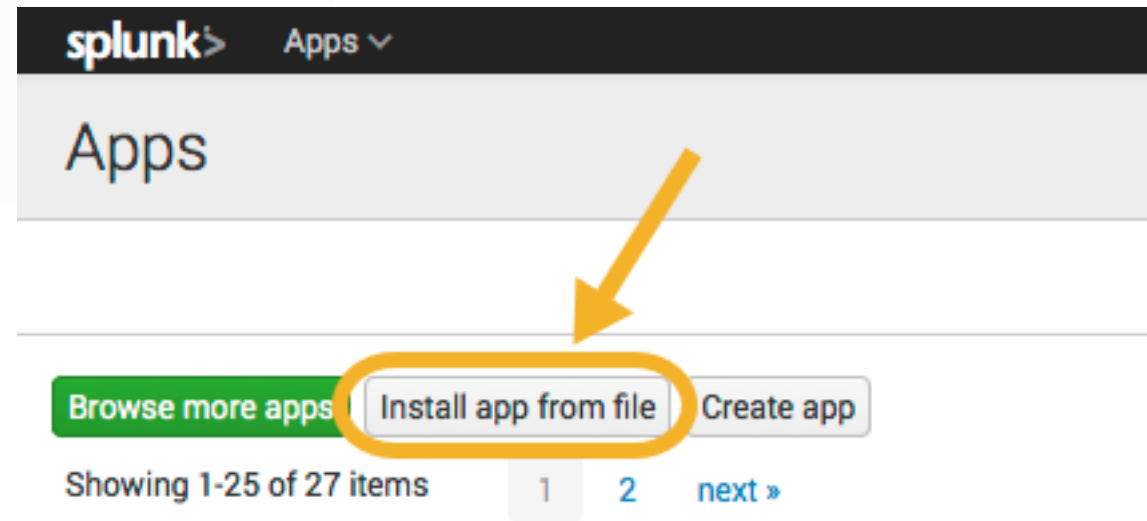 splunk> Apps
Apps
Browse more apps Install app from file Create app
Showing 1-25 of 27 items 1 2 next »